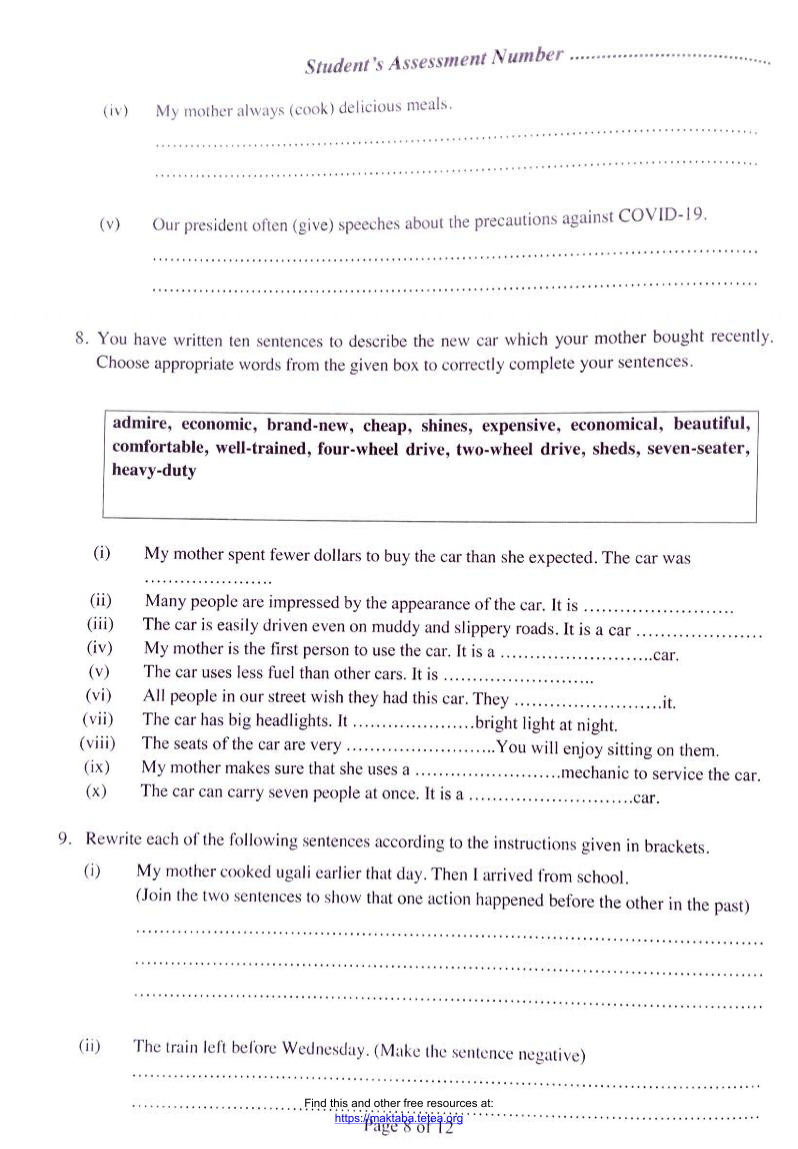 Student's Assessment Number ....................................
(iv) My mother always (cook) delicious meals.
....................................................................................................
....................................................................................................
(v) Our president often (give) speeches about the precautions against COVID-19.
....................................................................................................
....................................................................................................
8. You have written ten sentences to describe the new car which your mother bought recently.
Choose appropriate words from the given box to correctly complete your sentences.
admire, economic, brand-new, cheap, shines, expensive, economical, beautiful,
comfortable, well-trained, four-wheel drive, two-wheel drive, sheds, seven-seater,
heavy-duty
(i) My mother spent fewer dollars to buy the car than she expected. The car was
......................
(ii) Many people are impressed by the appearance of the car. It is ..........................
(iii) The car is easily driven even on muddy and slippery roads. It is a car ......................
(iv) My mother is the first person to use the car. It is a ..........................car.
(v) The car uses less fuel than other cars. It is ..........................
(vi) All people in our street wish they had this car. They .........................it.
(vii) The car has big headlights. It .....................bright light at night.
(viii) The seats of the car are very .........................You will enjoy sitting on them.
(ix) My mother makes sure that she uses a .........................mechanic to service the car.
(x) The car can carry seven people at once. It is a ............................car.
9. Rewrite each of the following sentences according to the instructions given in brackets.
(i) My mother cooked ugali earlier that day. Then I arrived from school.
(Join the two sentences to show that one action happened before the other in the past)
....................................................................................................
....................................................................................................
....................................................................................................
(ii) The train left before Wednesday. (Make the sentence negative)
....................................................................................................
....................................................................................................
Find this and other free resources at:
https://maktaba.tetea.org
Page 8 of 12